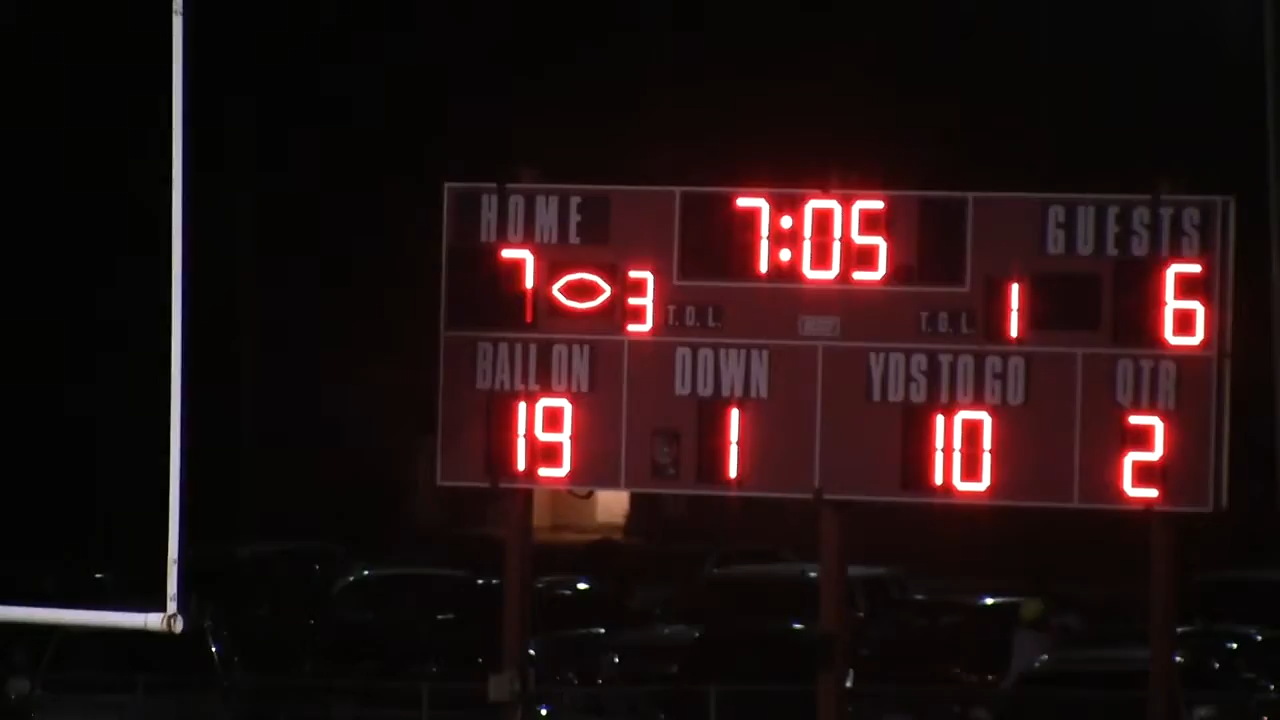 HOME 7:05 GUESTS
7 3 T.O.L. T.O.L. 1 6
BALL ON DOWN YDS TO GO QTR
19 1 10 2